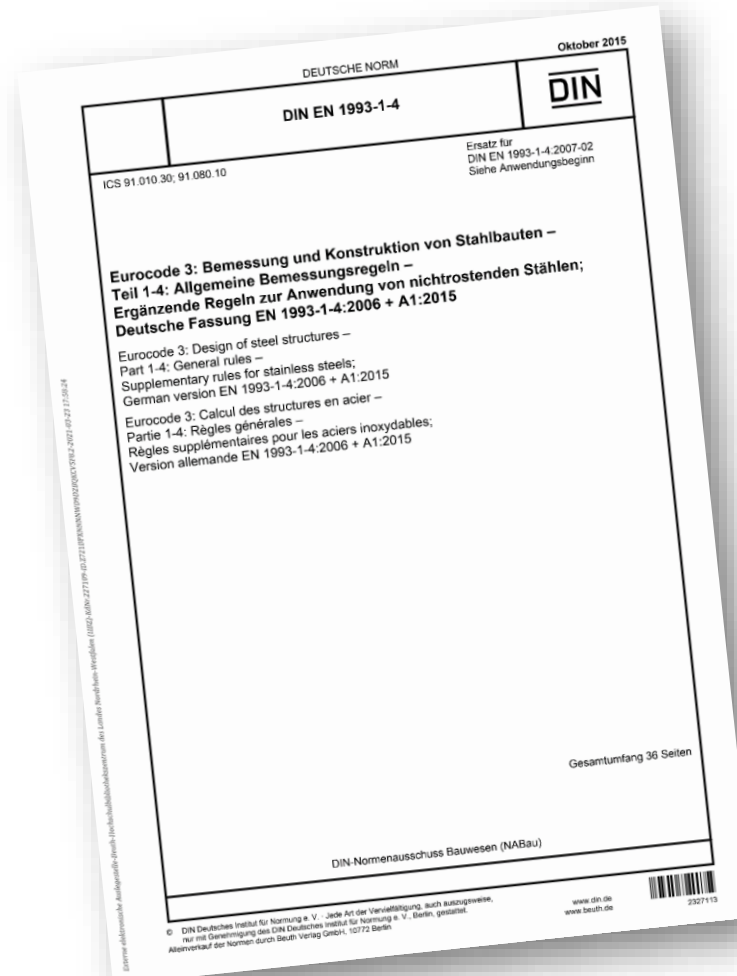 Oktober 2015
DEUTSCHE NORM
DIN EN 1993-1-4
DIN
ICS 91.010.30; 91.080.10
Ersatz für
DIN EN 1993-1-4:2007-02
Siehe Anwendungsbeginn
Eurocode 3: Bemessung und Konstruktion von Stahlbauten –
Teil 1-4: Allgemeine Bemessungsregeln –
Ergänzende Regeln zur Anwendung von nichtrostenden Stählen;
Deutsche Fassung EN 1993-1-4:2006 + A1:2015
Eurocode 3: Design of steel structures –
Part 1-4: General rules –
Supplementary rules for stainless steels;
German version EN 1993-1-4:2006 + A1:2015
Eurocode 3: Calcul des structures en acier –
Partie 1-4: Règles générales –
Règles supplémentaires pour les aciers inoxydables;
Version allemande EN 1993-1-4:2006 + A1:2015
Gesamtumfang 36 Seiten
DIN-Normenausschuss Bauwesen (NABau)
© DIN Deutsches Institut für Normung e. V. · Jede Art der Vervielfältigung, auch auszugsweise,
nur mit Genehmigung des DIN Deutsches Institut für Normung e. V., Berlin, gestattet.
Alleinverkauf der Normen durch Beuth Verlag GmbH, 10772 Berlin
www.din.de
www.beuth.de
2327113